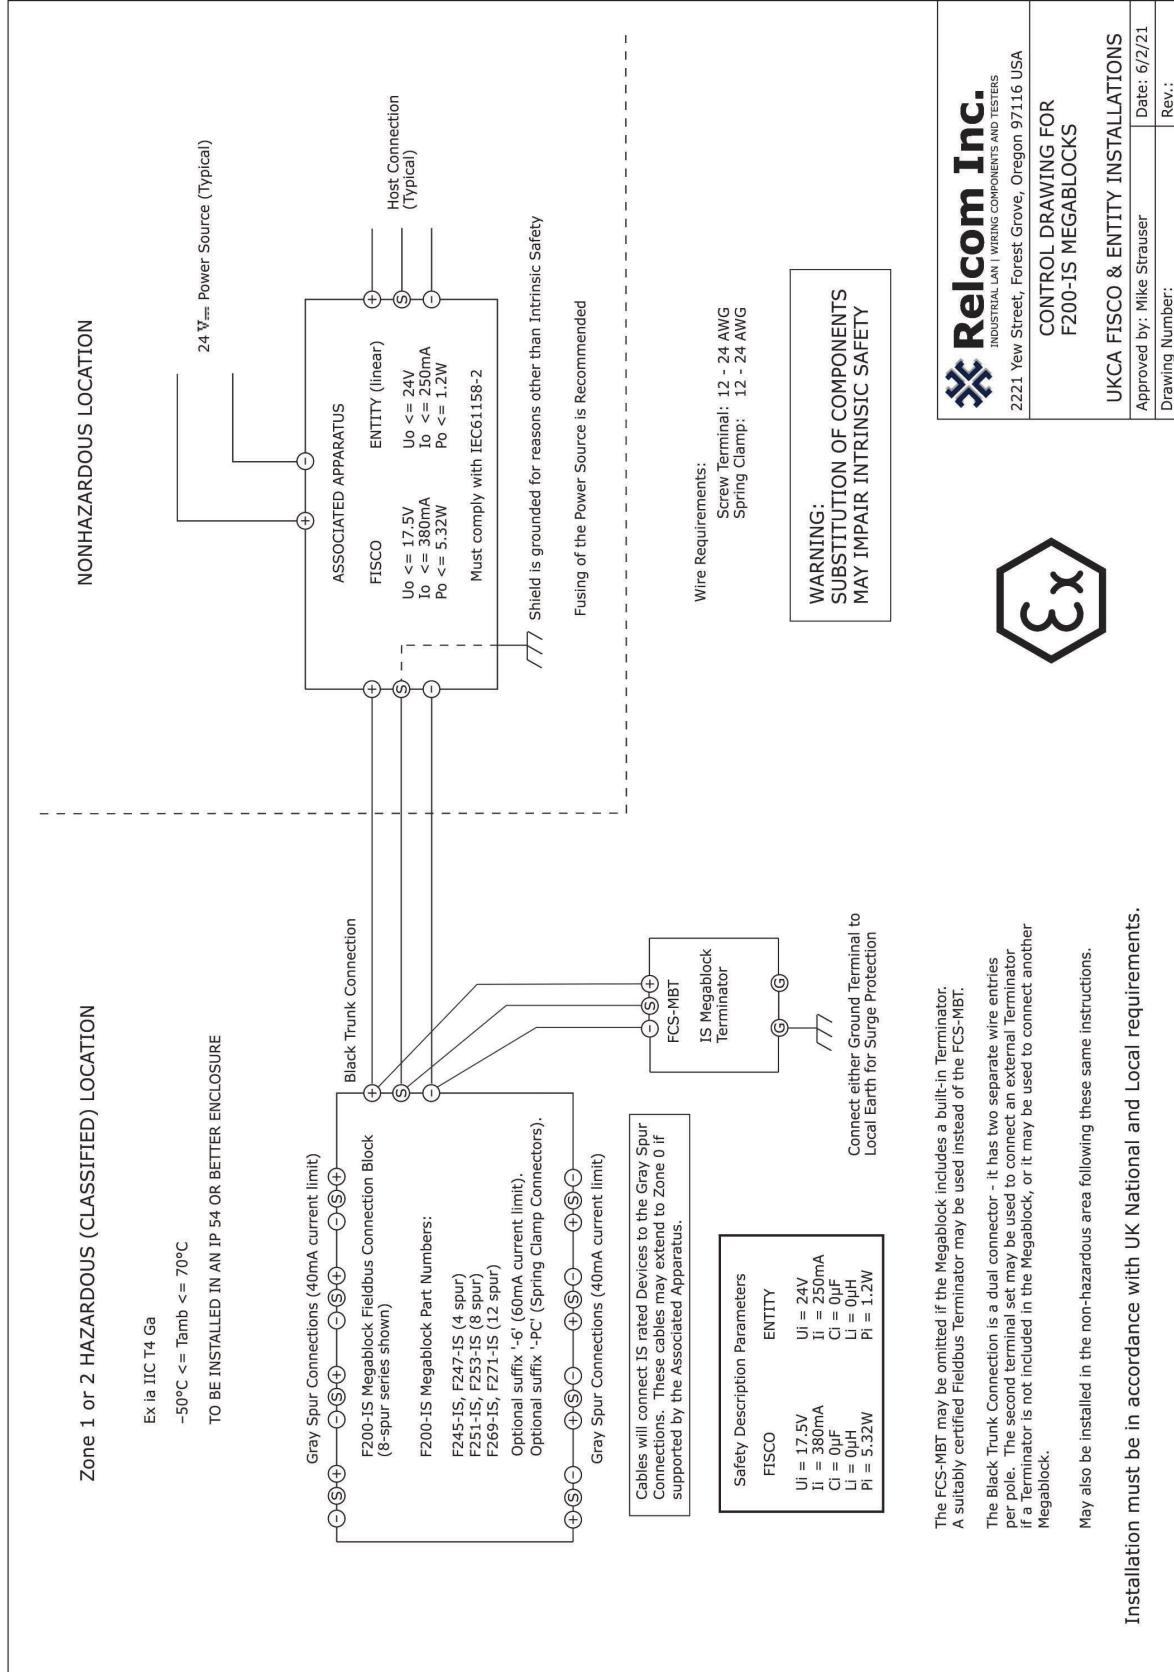 Zone 1 or 2 HAZARDOUS (CLASSIFIED) LOCATION
NONHAZARDOUS LOCATION
Ex ia IIC T4 Ga
−50°C <= Tamb <= 70°C
TO BE INSTALLED IN AN IP 54 OR BETTER ENCLOSURE
24 V Power Source (Typical)
Gray Spur Connections (40mA current limit)
- S + - S + - S + - S +
Black Trunk Connection
+
S
-
F200-IS Megablock Fieldbus Connection Block
(8-spur series shown)
F200-IS Megablock Part Numbers:
F245-IS, F247-IS (4 spur)
F251-IS, F253-IS (8 spur)
F269-IS, F271-IS (12 spur)
Optional suffix '-6' (60mA current limit).
Optional suffix '-PC' (Spring Clamp Connectors).
+ S - + S - + S - + S -
Gray Spur Connections (40mA current limit)
+ -
ASSOCIATED APPARATUS
FISCO ENTITY (linear)
Uo <= 17.5V Uo <= 24V
Io <= 380mA Io <= 250mA
Po <= 5.32W Po <= 1.2W
Must comply with IEC61158-2
+ +
S S
- -
Host Connection
(Typical)
Shield is grounded for reasons other than Intrinsic Safety
Fusing of the Power Source is Recommended
Cables will connect IS rated Devices to the Gray Spur
Connections. These cables may extend to Zone 0 if
supported by the Associated Apparatus.
- S +
FCS-MBT
IS Megablock
Terminator
G G
Connect either Ground Terminal to
Local Earth for Surge Protection
Safety Description Parameters
FISCO ENTITY
Ui = 17.5V Ui = 24V
Ii = 380mA Ii = 250mA
Ci = 0µF Ci = 0µF
Li = 0µH Li = 0µH
Pi = 5.32W Pi = 1.2W
Wire Requirements:
Screw Terminal: 12 - 24 AWG
Spring Clamp: 12 - 24 AWG
WARNING:
SUBSTITUTION OF COMPONENTS
MAY IMPAIR INTRINSIC SAFETY
The FCS-MBT may be omitted if the Megablock includes a built-in Terminator.
A suitably certified Fieldbus Terminator may be used instead of the FCS-MBT.
The Black Trunk Connection is a dual connector - it has two separate wire entries
per pole. The second terminal set may be used to connect an external Terminator
if a Terminator is not included in the Megablock, or it may be used to connect another
Megablock.
May also be installed in the non-hazardous area following these same instructions.
Installation must be in accordance with UK National and Local requirements.
Ex
Relcom Inc.
INDUSTRIAL LAN | WIRING COMPONENTS AND TESTERS
2221 Yew Street, Forest Grove, Oregon 97116 USA
CONTROL DRAWING FOR
F200-IS MEGABLOCKS
UKCA FISCO & ENTITY INSTALLATIONS
Approved by: Mike Strauser Date: 6/2/21
Drawing Number: Rev.: